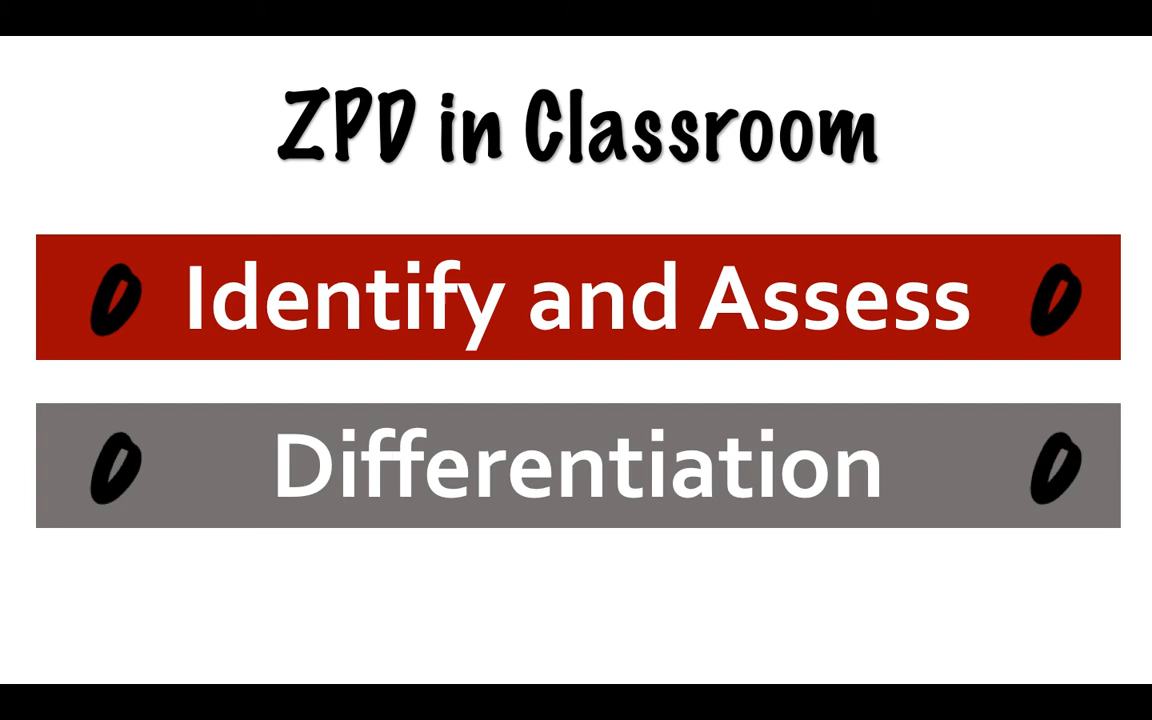 ZPD in Classroom
Identify and Assess
Differentiation